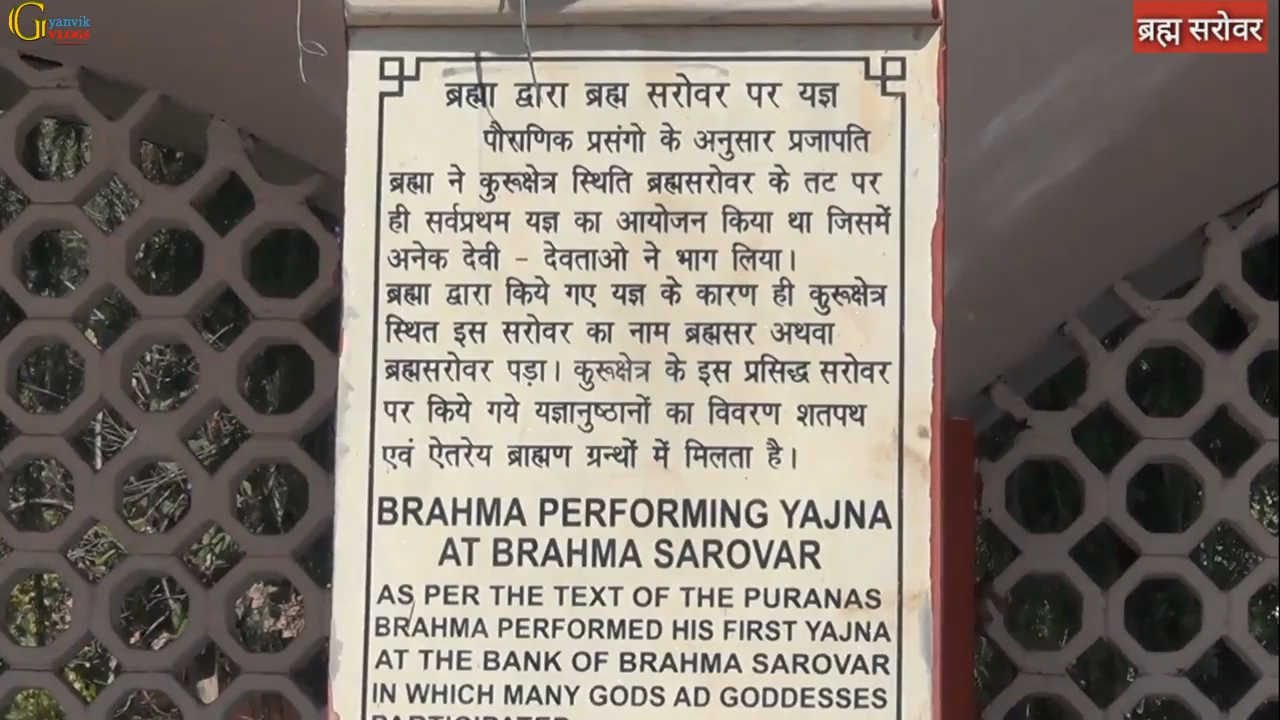 Gyanvik
VLOGS
ब्रह्म सरोवर
ब्रह्मा द्वारा ब्रह्म सरोवर पर यज्ञ
पौराणिक प्रसंगो के अनुसार प्रजापति
ब्रह्मा ने कुरूक्षेत्र स्थिति ब्रह्मसरोवर के तट पर
ही सर्वप्रथम यज्ञ का आयोजन किया था जिसमें
अनेक देवी - देवताओ ने भाग लिया।
ब्रह्मा द्वारा किये गए यज्ञ के कारण ही कुरूक्षेत्र
स्थित इस सरोवर का नाम ब्रह्मसर अथवा
ब्रह्मसरोवर पड़ा। कुरूक्षेत्र के इस प्रसिद्ध सरोवर
पर किये गये यज्ञानुष्ठानों का विवरण शतपथ
एवं ऐतरेय ब्राह्मण ग्रन्थों में मिलता है।
BRAHMA PERFORMING YAJNA
AT BRAHMA SAROVAR
AS PER THE TEXT OF THE PURANAS
BRAHMA PERFORMED HIS FIRST YAJNA
AT THE BANK OF BRAHMA SAROVAR
IN WHICH MANY GODS AD GODDESSES
PARTICIPATED